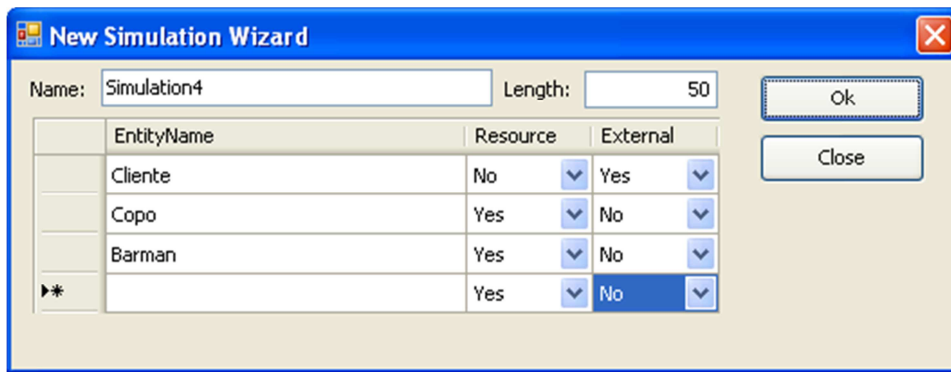 New Simulation Wizard
Name: Simulation4 Length: 50 Ok
EntityName Resource External
Close
Cliente No Yes
Copo Yes No
Barman Yes No
Yes No